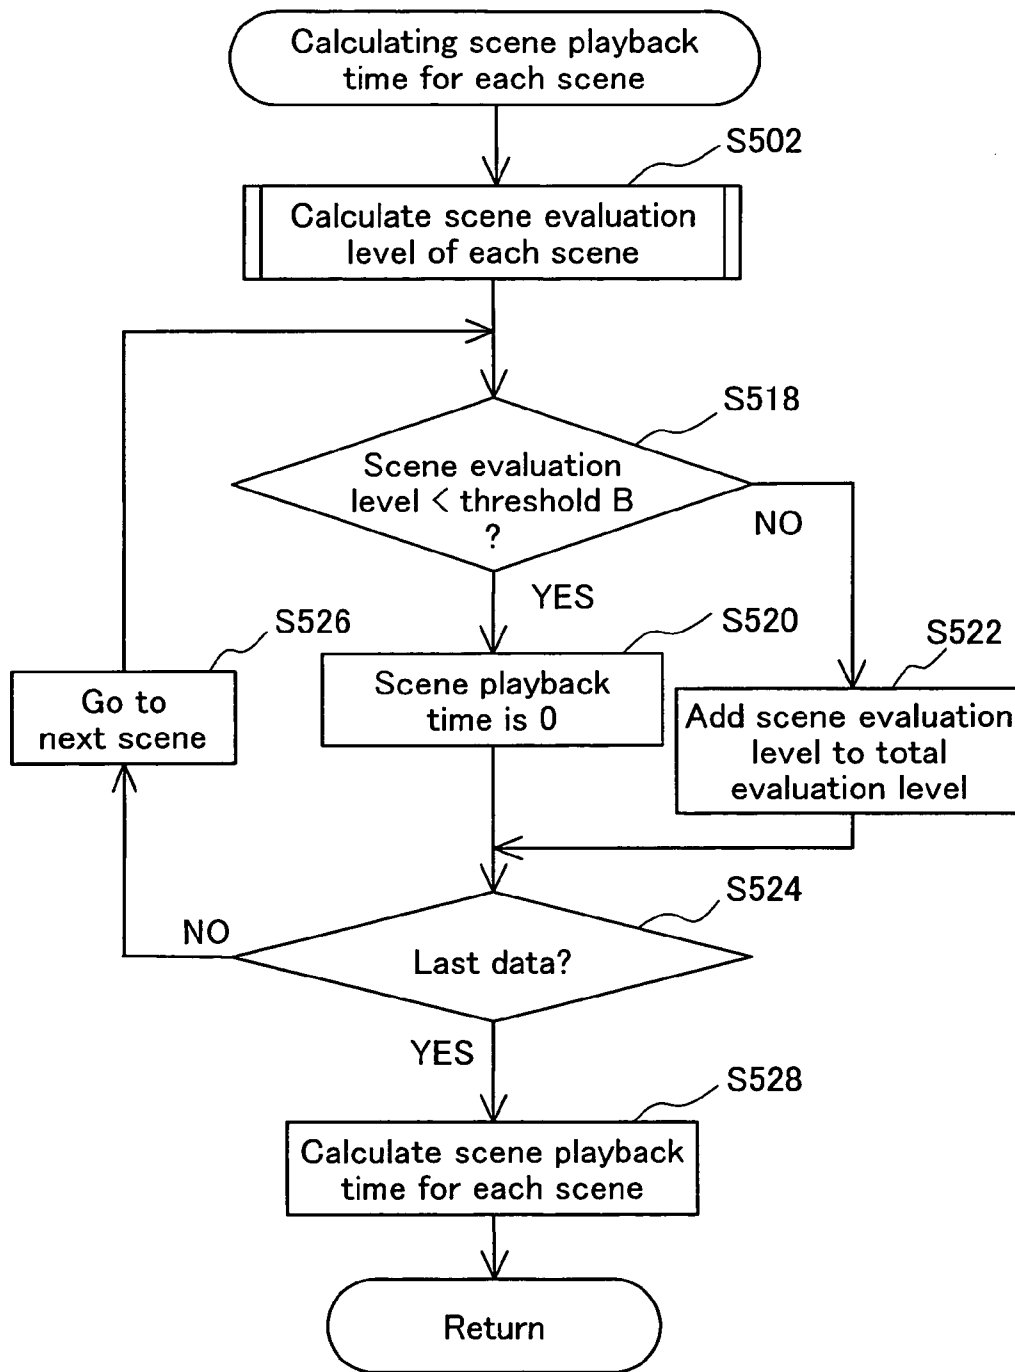 Calculating scene playback
time for each scene
S502
Calculate scene evaluation
level of each scene
S518
Scene evaluation
level < threshold B
?
NO
YES
S526
S520
S522
Go to
next scene
Scene playback
time is 0
Add scene evaluation
level to total
evaluation level
S524
NO
Last data?
YES
S528
Calculate scene playback
time for each scene
Return